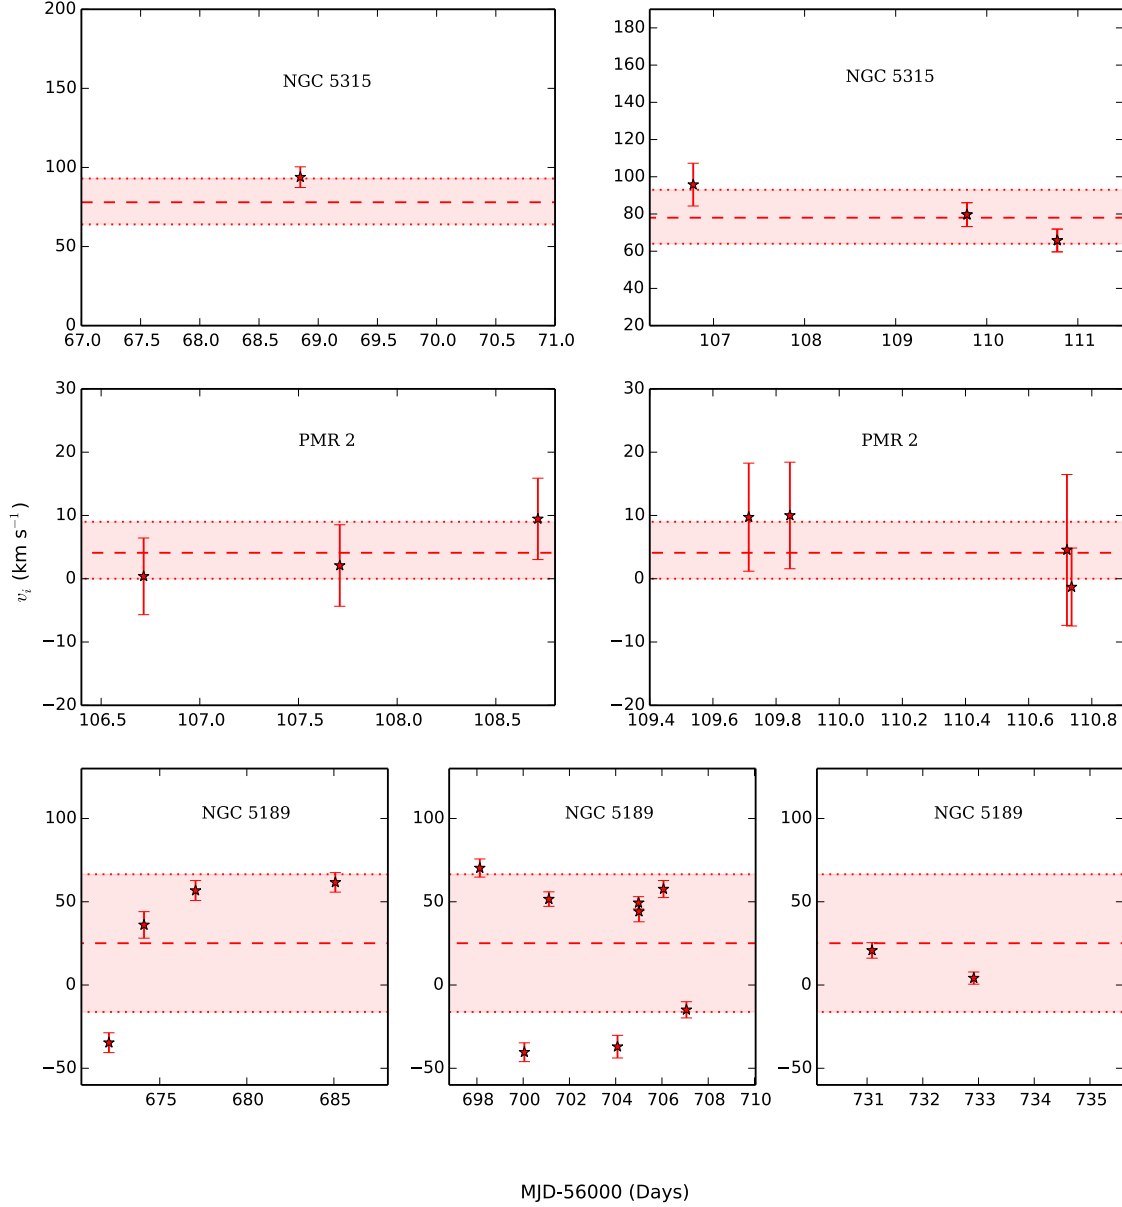 200
150
100
50
0
NGC 5315
67.0 67.5 68.0 68.5 69.0 69.5 70.0 70.5 71.0
180
160
140
120
100
80
60
40
20
NGC 5315
107 108 109 110 111
30
20
10
0
−10
−20
PMR 2
106.5 107.0 107.5 108.0 108.5
PMR 2
109.4 109.6 109.8 110.0 110.2 110.4 110.6 110.8
30
20
10
0
−10
−20
v_i (km s⁻¹)
100
50
0
−50
NGC 5189
675 680 685
100
50
0
−50
NGC 5189
698 700 702 704 706 708 710
100
50
0
−50
NGC 5189
731 732 733 734 735
MJD-56000 (Days)